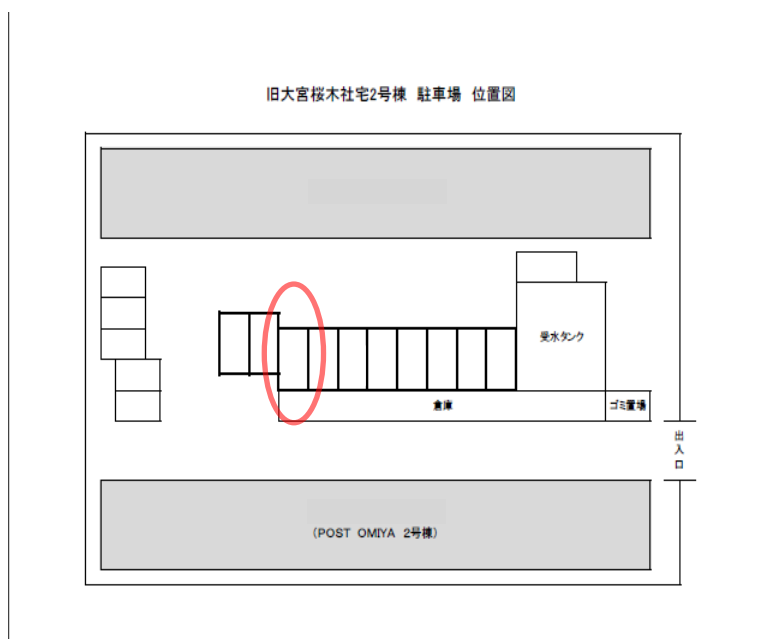 旧大宮桜木社宅2号棟 駐車場 位置図
受水タンク
倉庫
ゴミ置場
出入口
(POST OMIYA 2号棟)